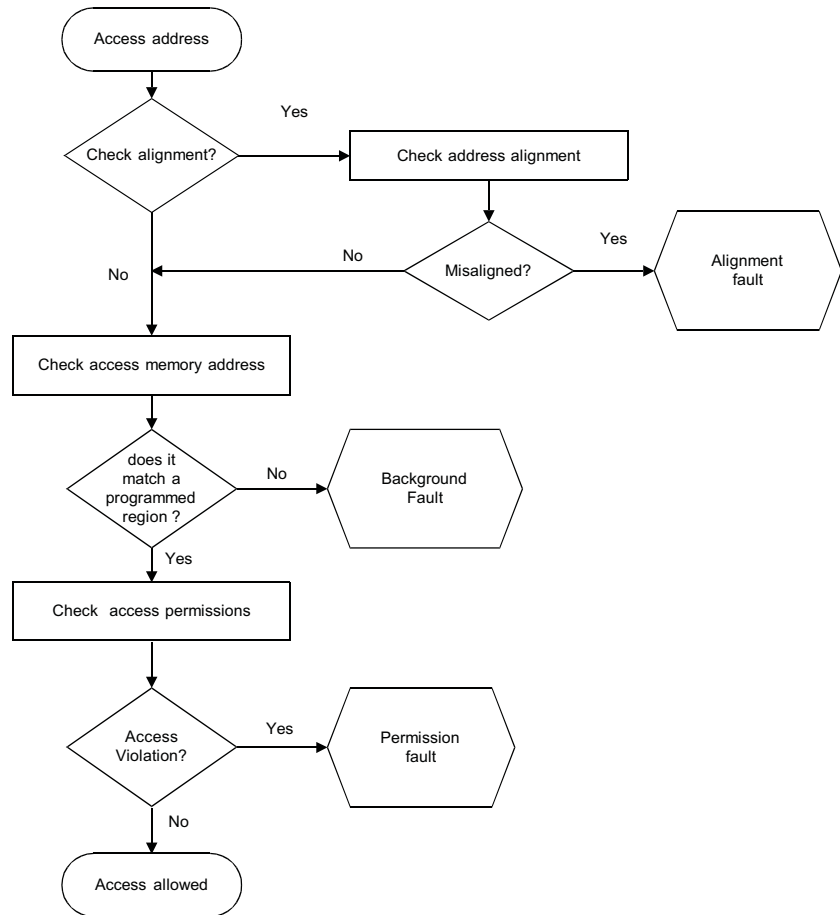 Access address
Yes
Check alignment?
Check address alignment
No
Yes
Misaligned?
Alignment
fault
No
Check access memory address
does it
match a
programmed
region ?
No
Background
Fault
Yes
Check access permissions
Access
Violation?
Yes
Permission
fault
No
Access allowed